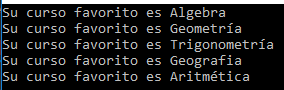 Su curso favorito es Algebra
Su curso favorito es Geometría
Su curso favorito es Trigonometría
Su curso favorito es Geografia
Su curso favorito es Aritmética